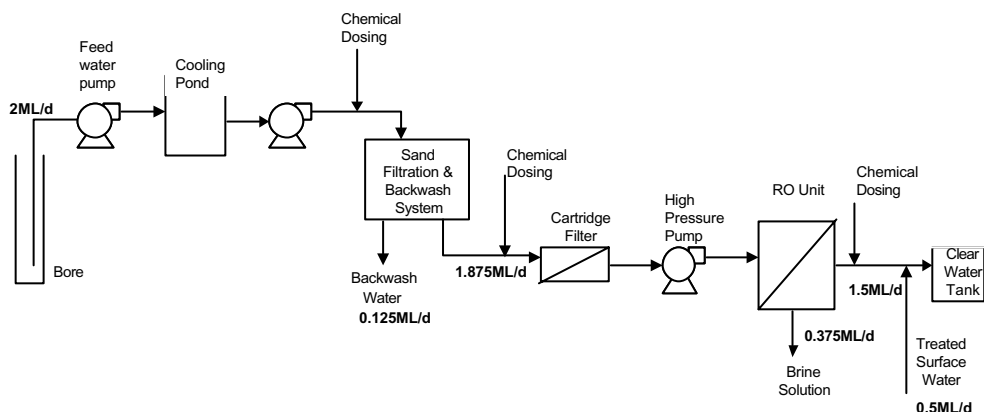 Chemical
Dosing
Feed
water
pump
Cooling
Pond
2ML/d
Bore
Sand
Filtration &
Backwash
System
Backwash
Water
0.125ML/d
Chemical
Dosing
1.875ML/d
Cartridge
Filter
High
Pressure
Pump
RO Unit
Chemical
Dosing
1.5ML/d
Clear
Water
Tank
0.375ML/d
Brine
Solution
Treated
Surface
Water
0.5ML/d